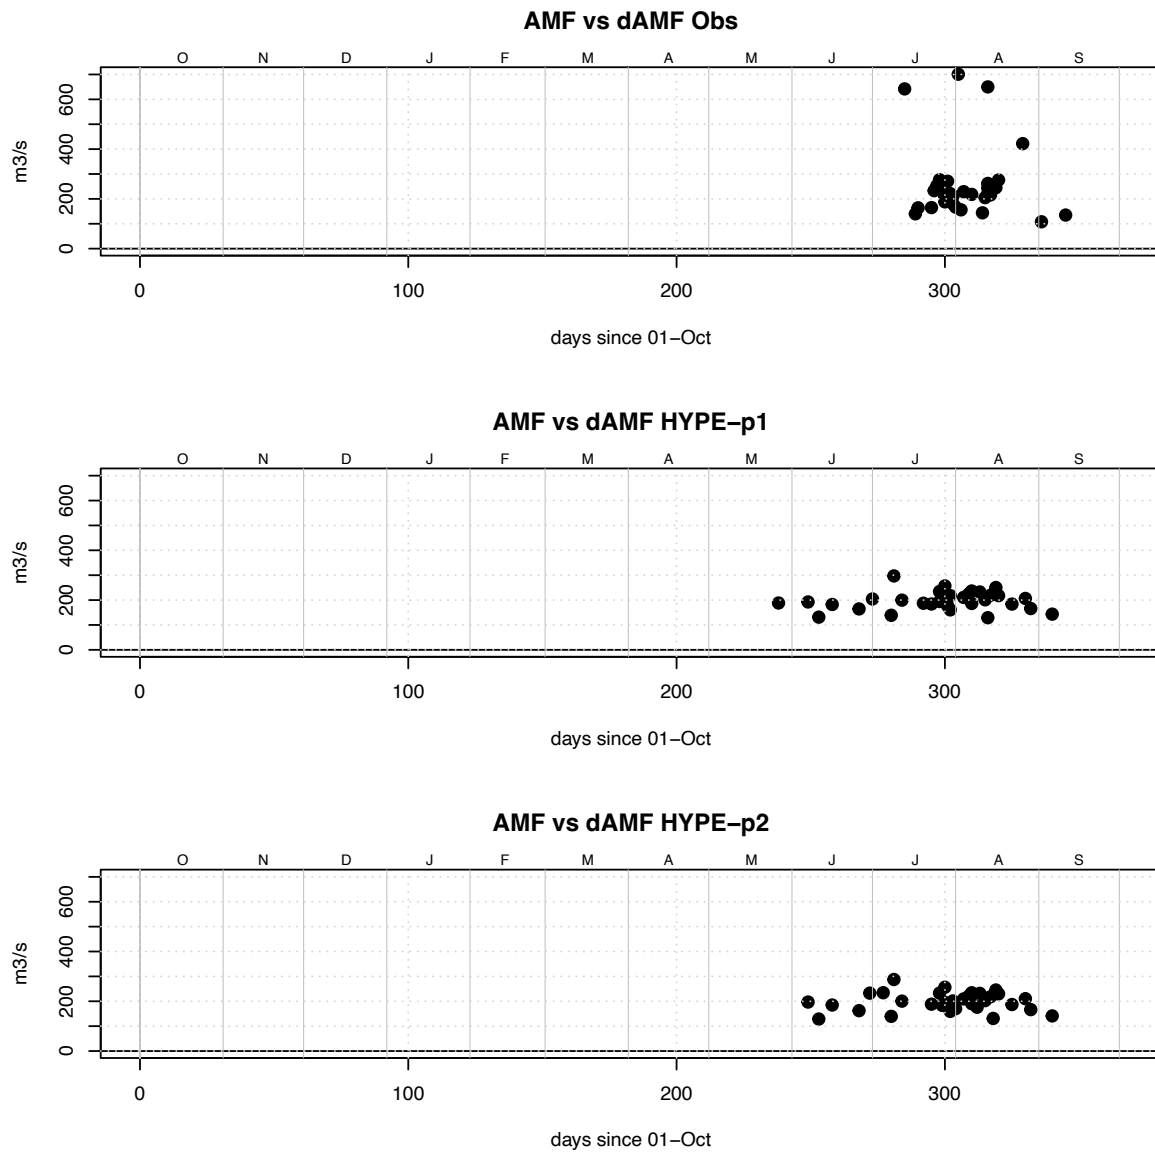 AMF vs dAMF Obs
O N D J F M A M J J A S
600
400
200
0
m3/s
0 100 200 300
days since 01−Oct
AMF vs dAMF HYPE−p1
O N D J F M A M J J A S
600
400
200
0
m3/s
0 100 200 300
days since 01−Oct
AMF vs dAMF HYPE−p2
O N D J F M A M J J A S
600
400
200
0
m3/s
0 100 200 300
days since 01−Oct